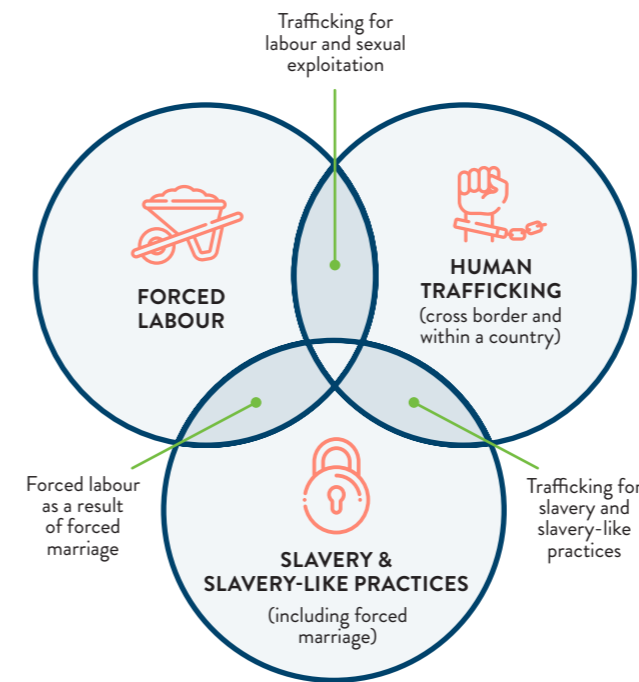 Trafficking for
labour and sexual
exploitation
FORCED
LABOUR
HUMAN
TRAFFICKING
(cross border and
within a country)
Forced labour
as a result
of forced
marriage
Trafficking for
slavery and
slavery-like
practices
SLAVERY &
SLAVERY-LIKE PRACTICES
(including forced
marriage)